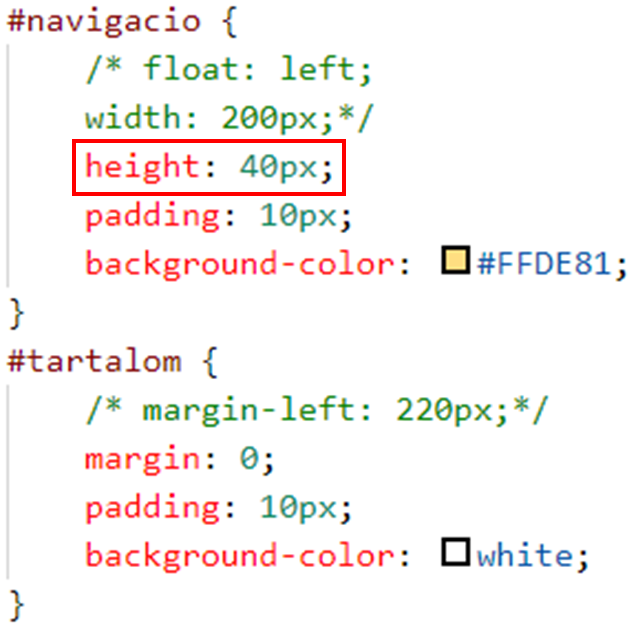 #navigacio {
/* float: left;
width: 200px;*/
height: 40px;
padding: 10px;
background-color: #FFDE81;
}
#tartalom {
/* margin-left: 220px;*/
margin: 0;
padding: 10px;
background-color: white;
}